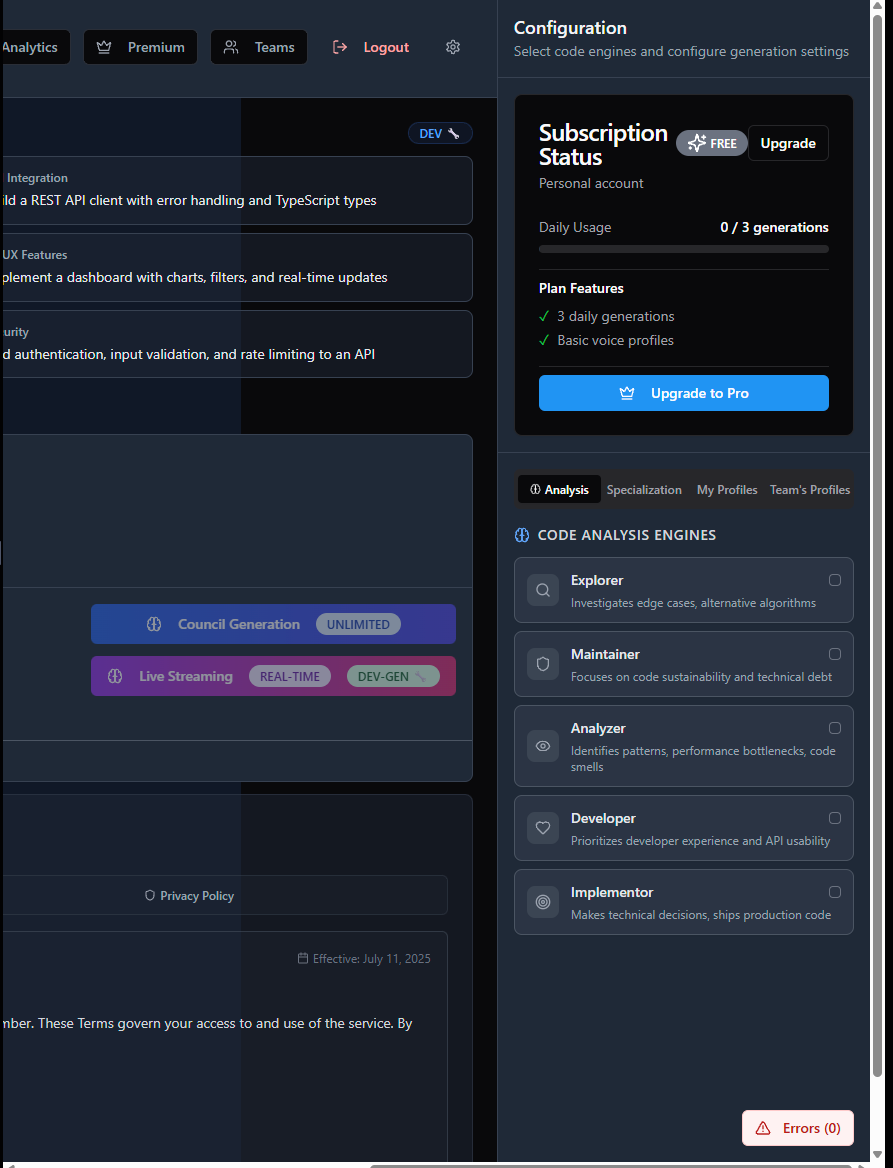 Analytics
Premium
Teams
Logout
DEV
Integration
ild a REST API client with error handling and TypeScript types
UX Features
plement a dashboard with charts, filters, and real-time updates
urity
d authentication, input validation, and rate limiting to an API
Council Generation UNLIMITED
Live Streaming REAL-TIME DEV-GEN
Privacy Policy
Effective: July 11, 2025
mber. These Terms govern your access to and use of the service. By
Configuration
Select code engines and configure generation settings
Subscription
Status
FREE
Upgrade
Personal account
Daily Usage 0 / 3 generations
Plan Features
✓ 3 daily generations
✓ Basic voice profiles
Upgrade to Pro
Analysis Specialization My Profiles Team's Profiles
CODE ANALYSIS ENGINES
Explorer
Investigates edge cases, alternative algorithms
Maintainer
Focuses on code sustainability and technical debt
Analyzer
Identifies patterns, performance bottlenecks, code
smells
Developer
Prioritizes developer experience and API usability
Implementor
Makes technical decisions, ships production code
Errors (0)